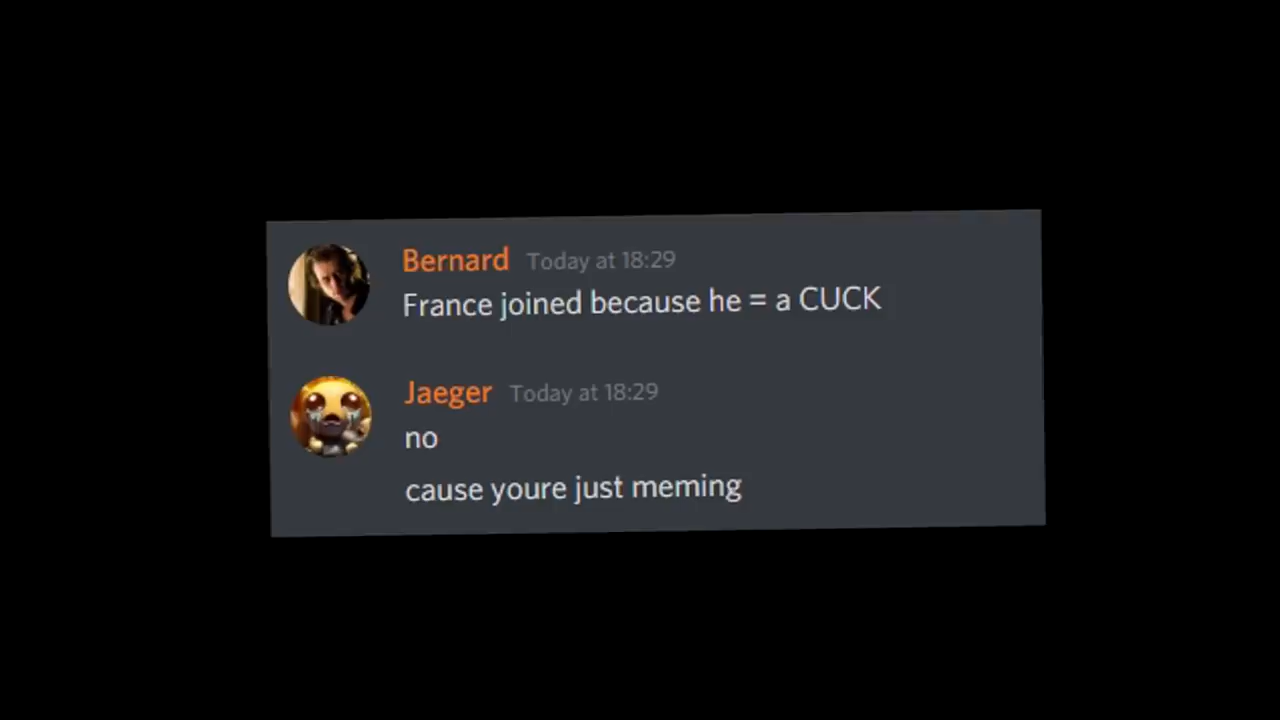 Bernard Today at 18:29
France joined because he = a CUCK
Jaeger Today at 18:29
no
cause youre just meming